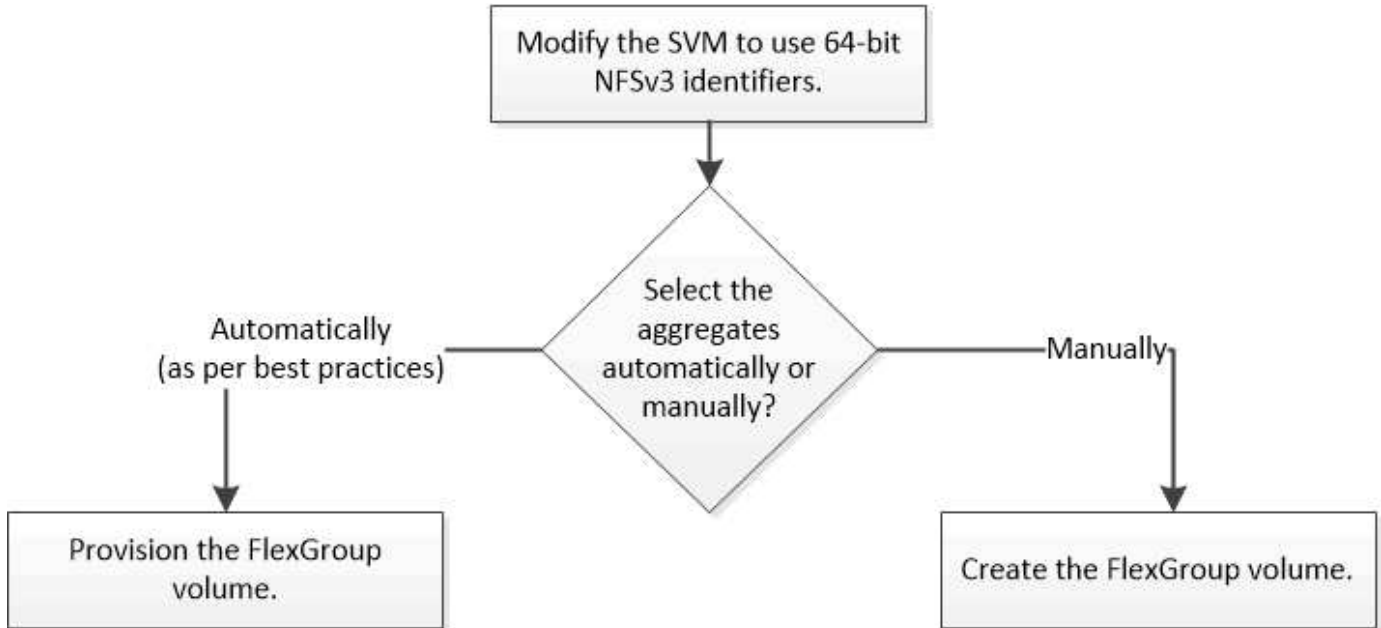 Modify the SVM to use 64-bit
NFSv3 identifiers.
Select the
aggregates
automatically or
manually?
Automatically
(as per best practices)
Manually
Provision the FlexGroup
volume.
Create the FlexGroup volume.